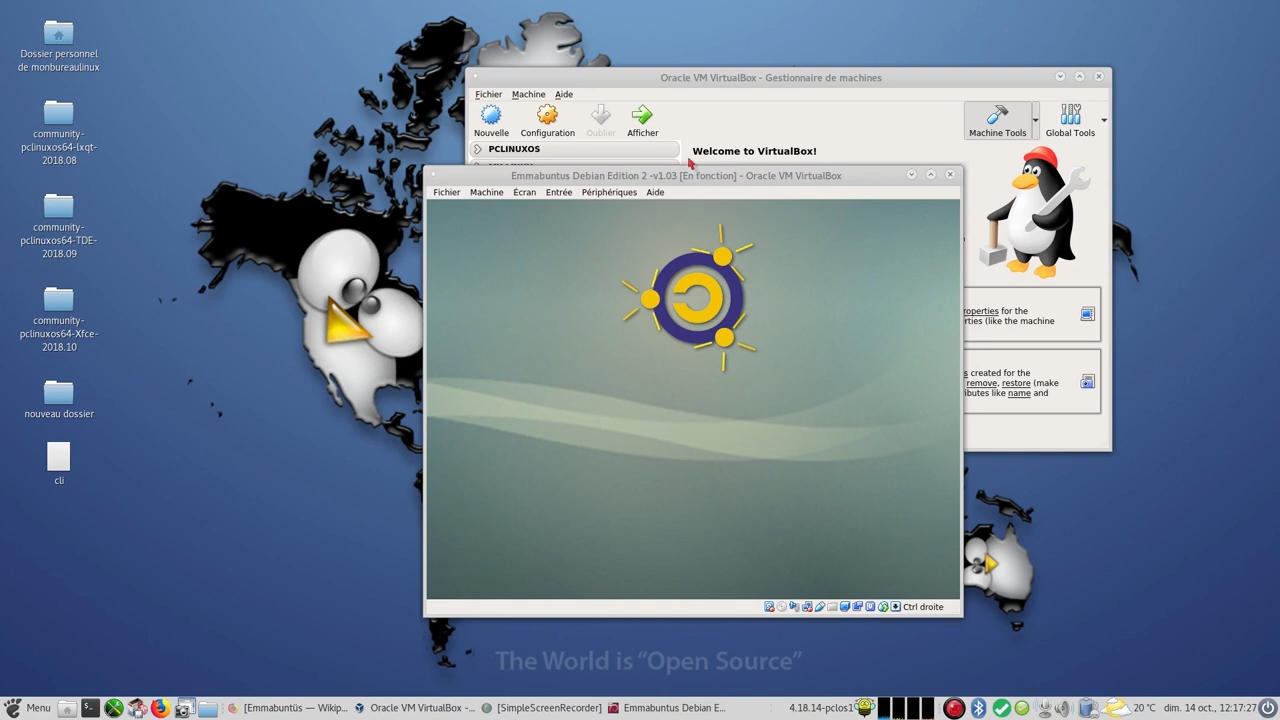 Dossier personnel
de monbureaulinux
community-
pclinuxos64-lxqt-
2018.08
community-
pclinuxos64-TDE-
2018.09
community-
pclinuxos64-Xfce-
2018.10
nouveau dossier
cli
Oracle VM VirtualBox - Gestionnaire de machines
Fichier Machine Aide
Nouvelle Configuration Oublier Afficher Machine Tools Global Tools
PCLINUXOS
Welcome to VirtualBox!
Emmabuntus Debian Edition 2 -v1.03 [En fonction] - Oracle VM VirtualBox
Fichier Machine Écran Entrée Périphériques Aide
roperties for the
rties (like the machine
s created for the
remove, restore (make
ributes like name and
Ctrl droite
The World is “Open Source”
Menu [Emmabuntüs — Wikip... Oracle VM VirtualBox -... [SimpleScreenRecorder] Emmabuntus Debian E... 4.18.14-pclos1 20 °C dim. 14 oct., 12:17:27